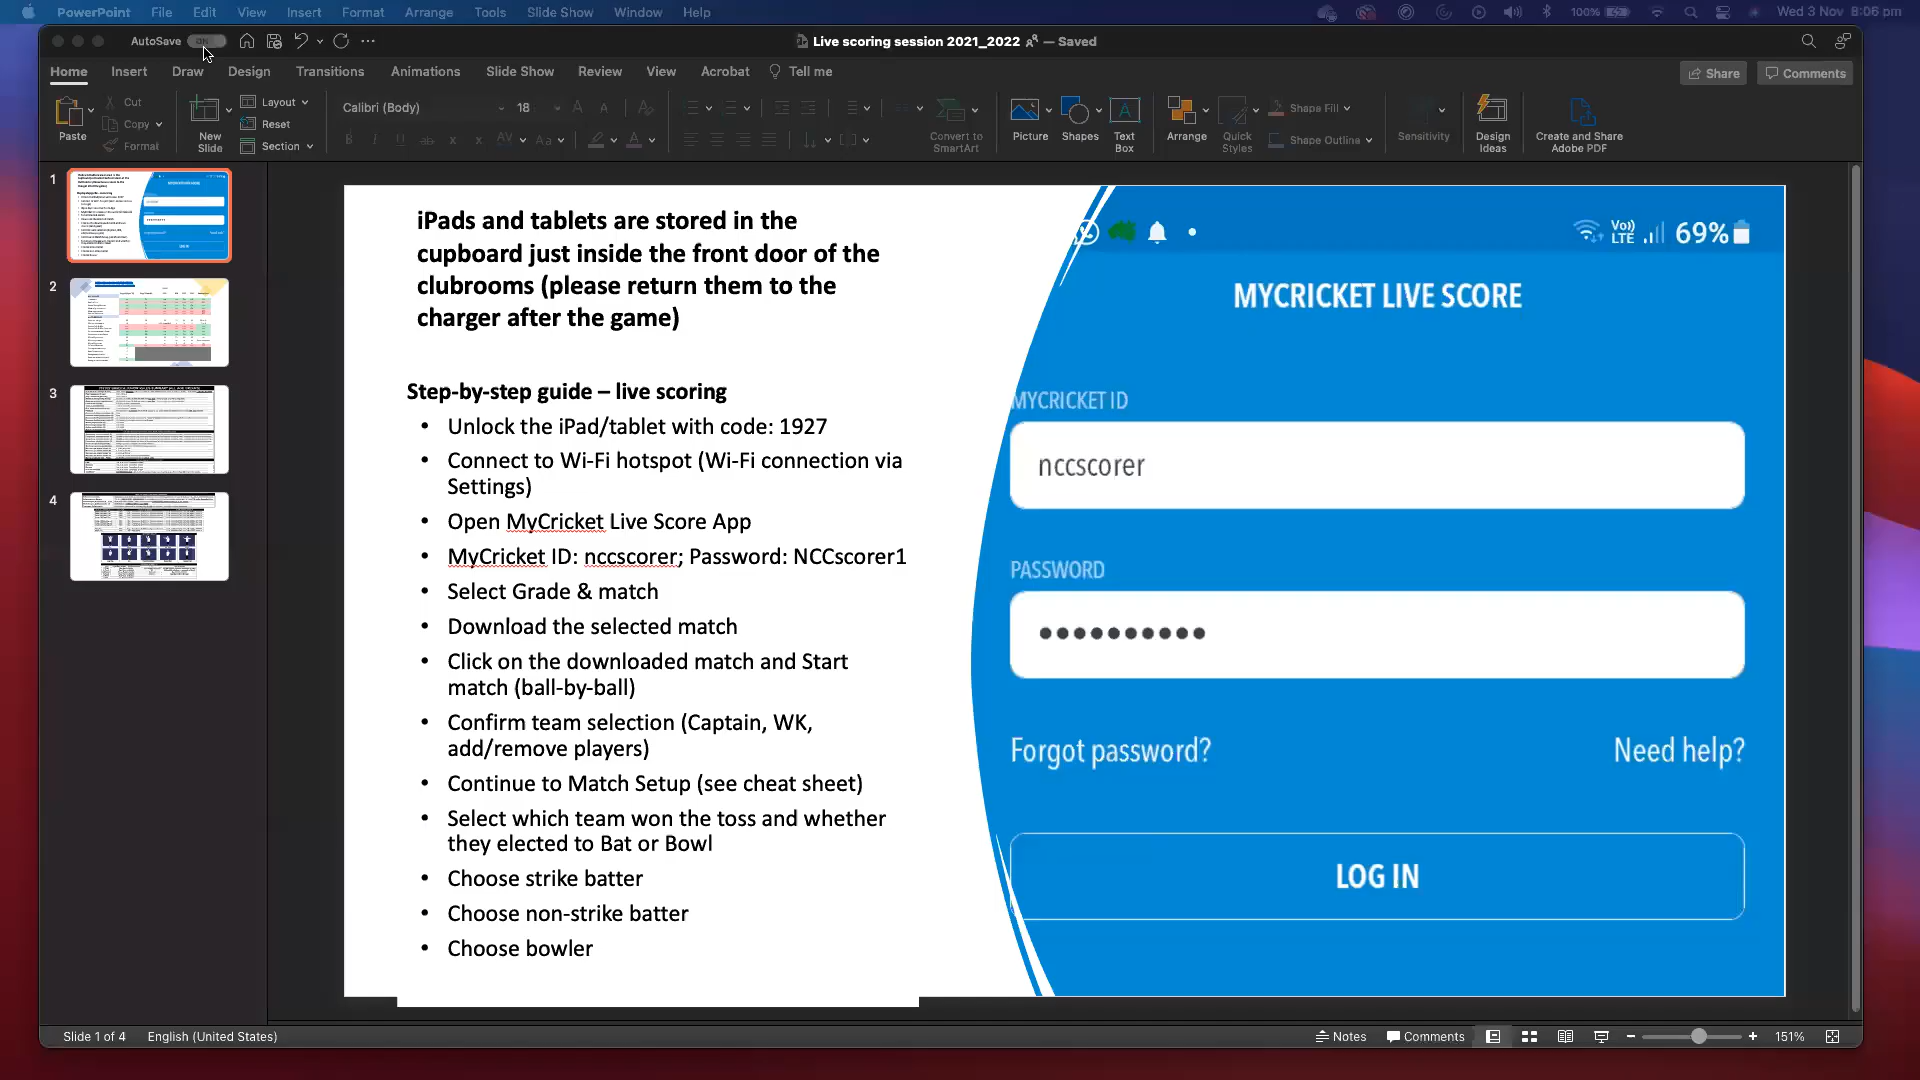 PowerPoint File Edit View Insert Format Arrange Tools Slide Show Window Help 100% Wed 3 Nov 8:06 pm
AutoSave ON Live scoring session 2021_2022 — Saved
Home Insert Draw Design Transitions Animations Slide Show Review View Acrobat Tell me Share Comments
Paste Cut Copy Format New Slide Layout Reset Section Calibri (Body) 18 Convert to SmartArt Picture Shapes Text Box Arrange Quick Styles Shape Fill Shape Outline Sensitivity Design Ideas Create and Share Adobe PDF
1
2
3
4
iPads and tablets are stored in the
cupboard just inside the front door of the
clubrooms (please return them to the
charger after the game)
Step-by-step guide – live scoring
• Unlock the iPad/tablet with code: 1927
• Connect to Wi-Fi hotspot (Wi-Fi connection via
Settings)
• Open MyCricket Live Score App
• MyCricket ID: nccscorer; Password: NCCscorer1
• Select Grade & match
• Download the selected match
• Click on the downloaded match and Start
match (ball-by-ball)
• Confirm team selection (Captain, WK,
add/remove players)
• Continue to Match Setup (see cheat sheet)
• Select which team won the toss and whether
they elected to Bat or Bowl
• Choose strike batter
• Choose non-strike batter
• Choose bowler
Vo)) LTE 69%
MYCRICKET LIVE SCORE
MYCRICKET ID
nccscorer
PASSWORD
••••••••••
Forgot password? Need help?
LOG IN
Slide 1 of 4 English (United States) Notes Comments 151%